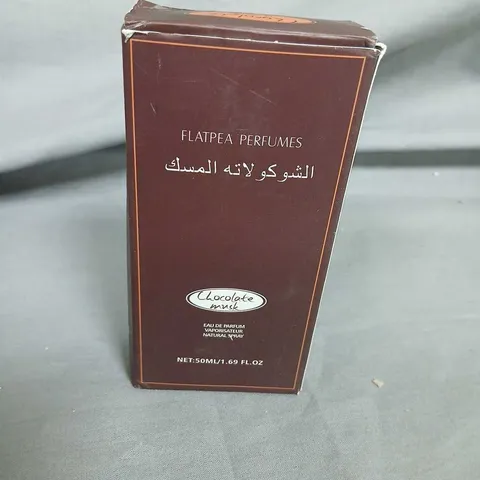 FLATPEA PERFUMES
الشوكولاته المسك
Chocolate
musk
EAU DE PARFUM
VAPORISATEUR
NATURAL SPRAY
NET:50ML/1.69 FL.OZ